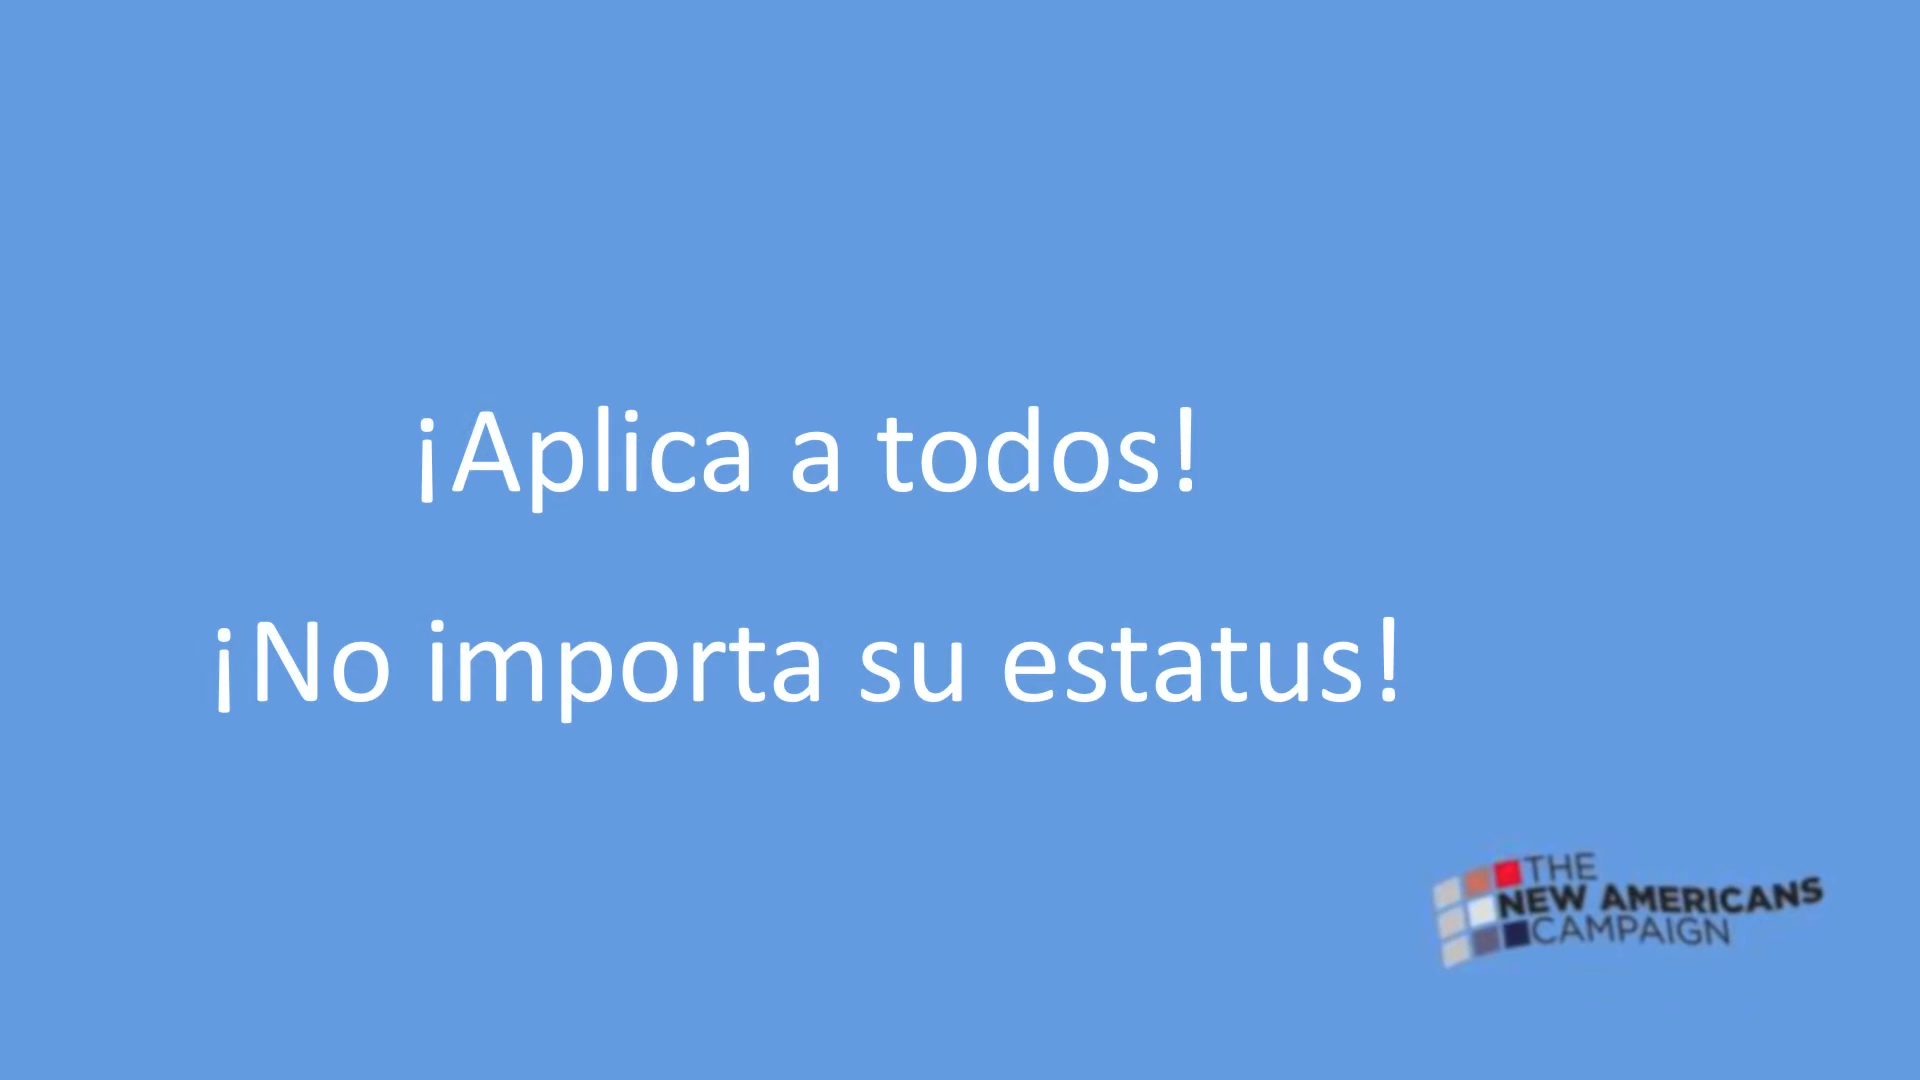 ¡Aplica a todos!
¡No importa su estatus!
THE
NEW AMERICANS
CAMPAIGN